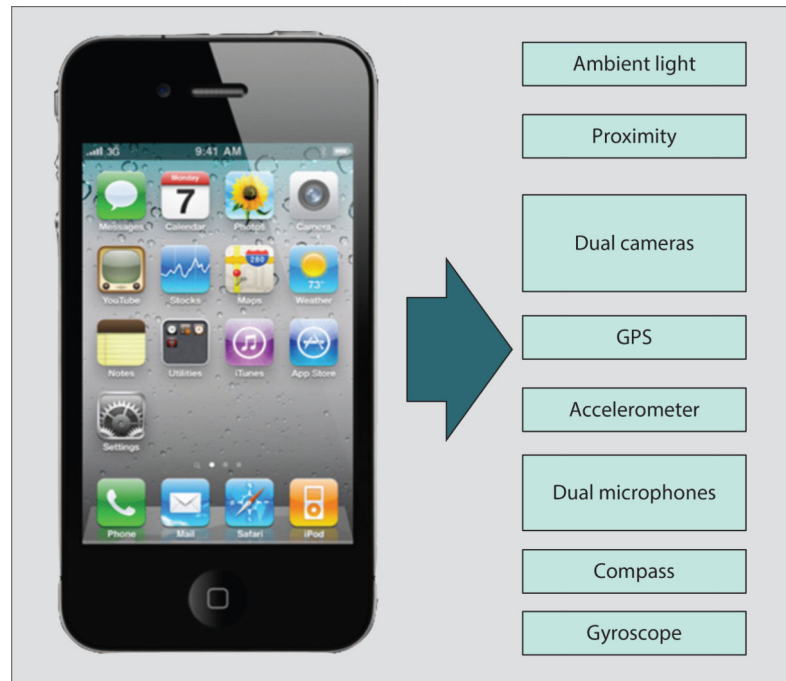 3G 9:41 AM
Monday
7
280
73°
Messages Calendar Photos Camera
YouTube Stocks Maps Weather
Notes Utilities iTunes App Store
Settings
Phone Mail Safari iPod
Ambient light
Proximity
Dual cameras
GPS
Accelerometer
Dual microphones
Compass
Gyroscope